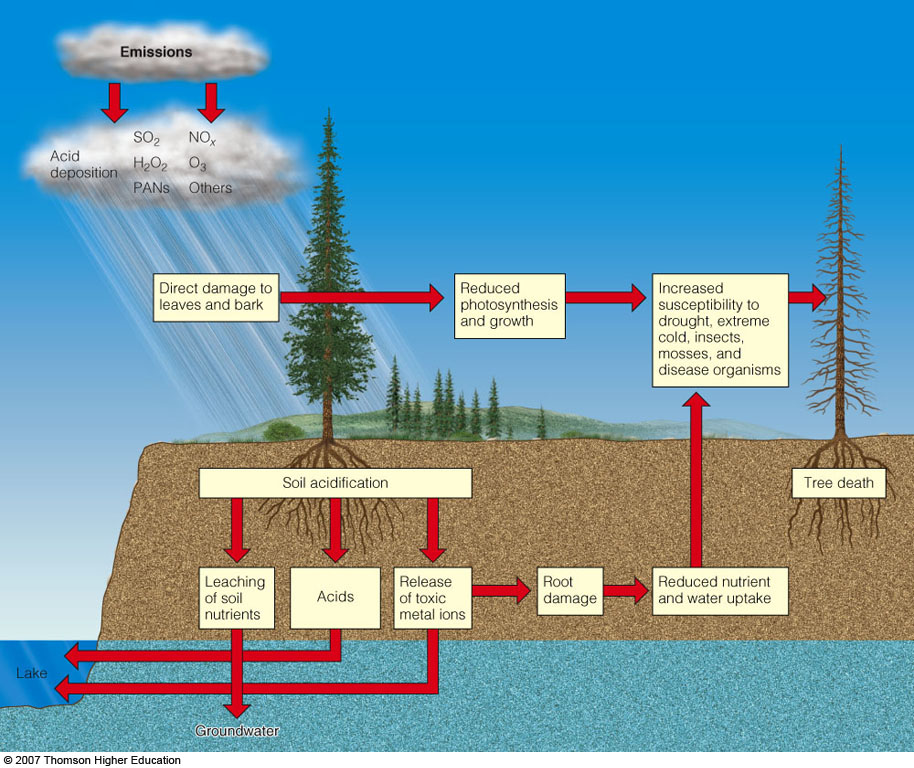 Emissions
SO₂ NOₓ
Acid
deposition
H₂O₂ O₃
PANs Others
Direct damage to
leaves and bark
Reduced
photosynthesis
and growth
Increased
susceptibility to
drought, extreme
cold, insects,
mosses, and
disease organisms
Soil acidification
Tree death
Leaching
of soil
nutrients
Acids
Release
of toxic
metal ions
Root
damage
Reduced nutrient
and water uptake
Lake
Groundwater
© 2007 Thomson Higher Education